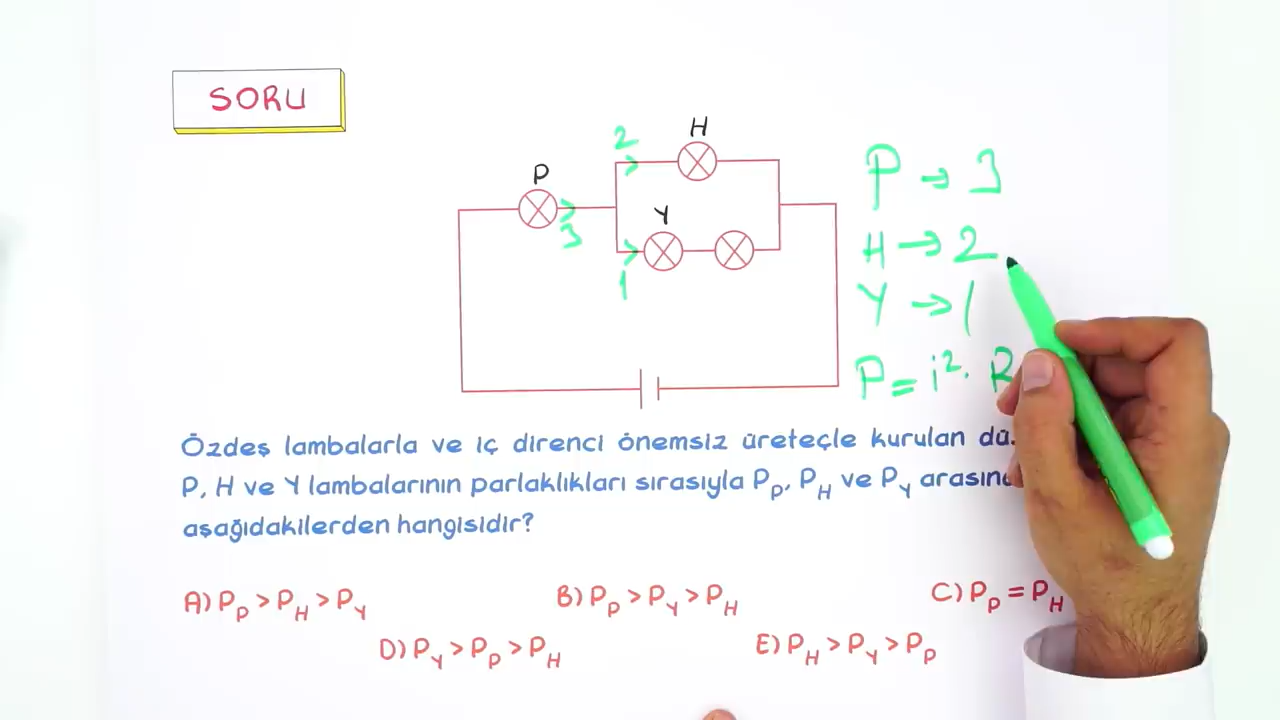 SORU
H
2
P
P → 3
3
Y
H → 2
1
Y → 1
P = i². R
Özdeş lambalarla ve iç direnci önemsiz üreteçle kurulan
P, H ve Y lambalarının parlaklıkları sırasıyla P_P, P_H ve P_Y
aşağıdakilerden hangisidir?
A) P_P > P_H > P_Y
B) P_P > P_Y > P_H
C) P_P = P_H
D) P_Y > P_P > P_H
E) P_H > P_Y > P_P